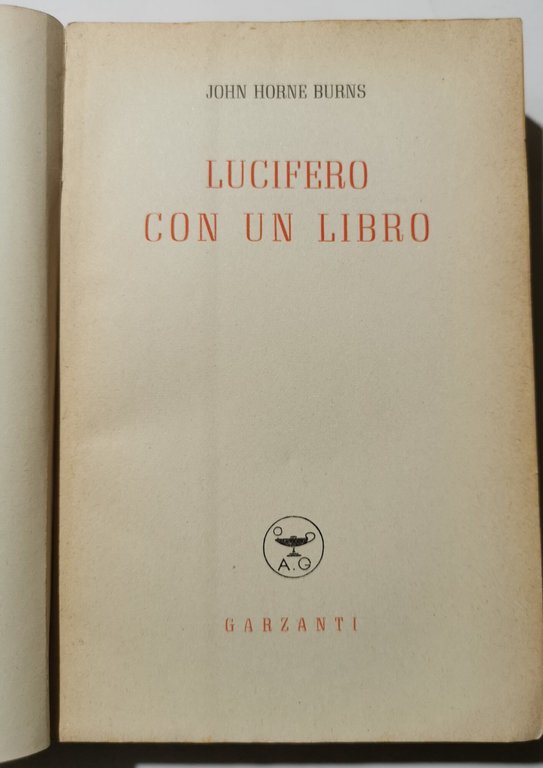 JOHN HORNE BURNS
LUCIFERO
CON UN LIBRO
A.G
GARZANTI